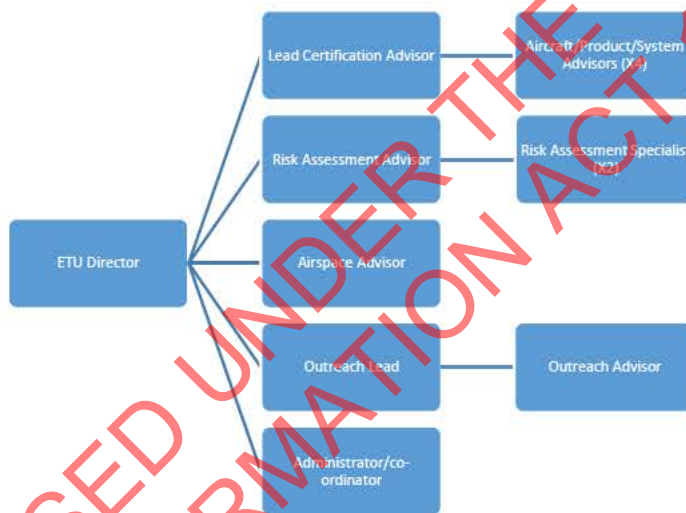 Lead Certification Advisor
Aircraft/Product/System
Advisors (X4)
Risk Assessment Advisor
Risk Assessment Specialist
(X2)
ETU Director
Airspace Advisor
Outreach Lead
Outreach Advisor
Administrator/co-
ordinator
SED UNDER THE
RMATION ACT